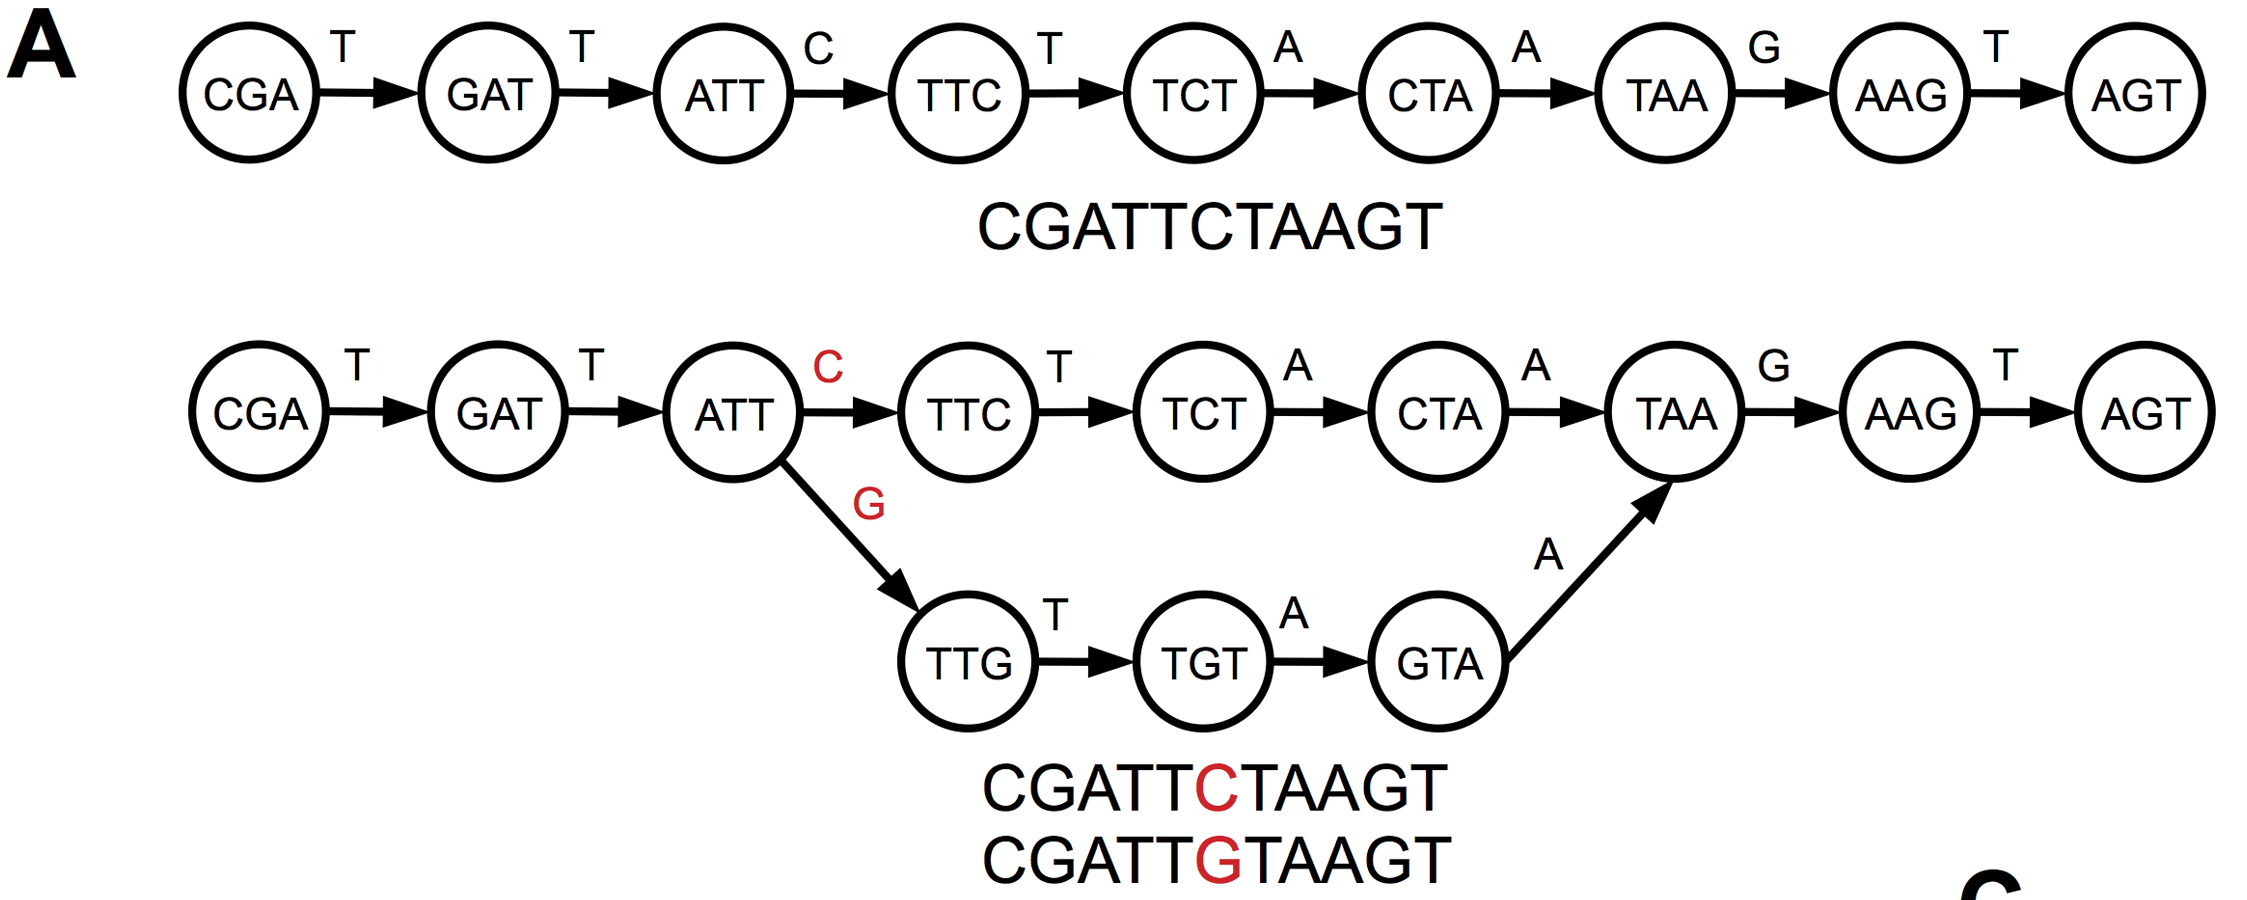 A
T T C T A A G T
CGA GAT ATT TTC TCT CTA TAA AAG AGT
CGATTCTAAGT
T T C T A A G T
CGA GAT ATT TTC TCT CTA TAA AAG AGT
G A
T A
TTG TGT GTA
CGATTCTAAGT
CGATTGTAAGT